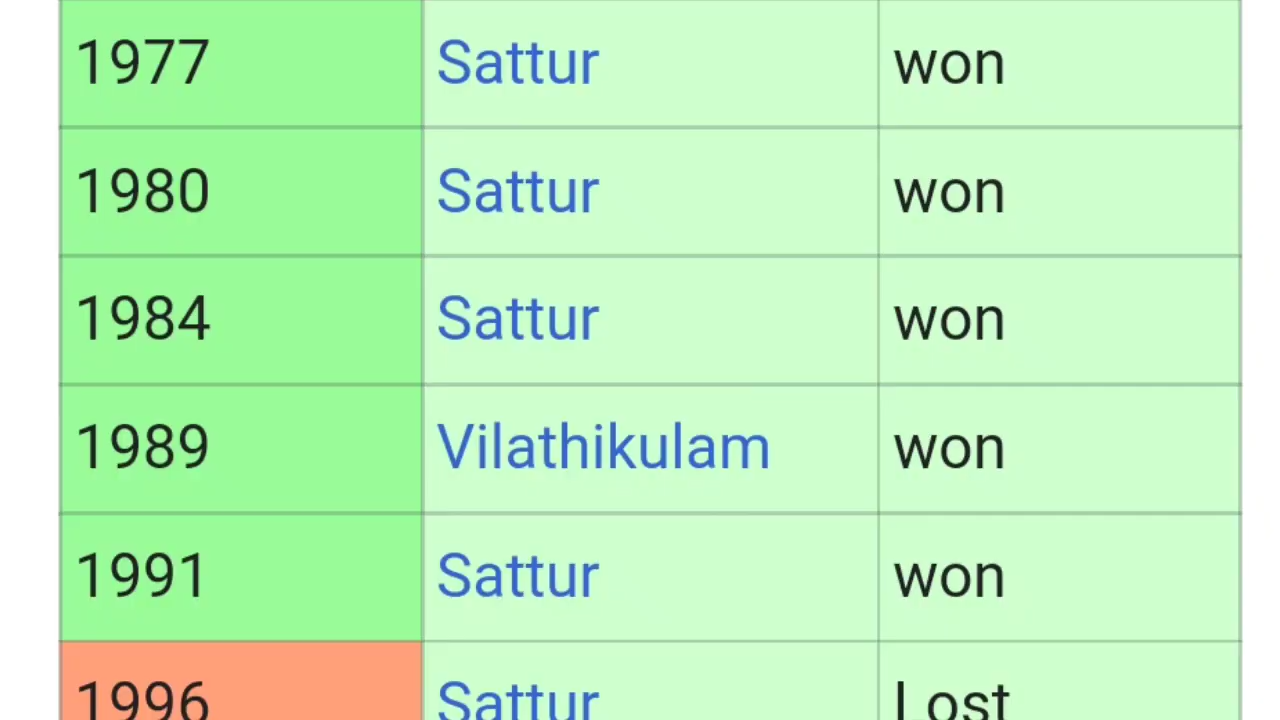 1977 Sattur won
1980 Sattur won
1984 Sattur won
1989 Vilathikulam won
1991 Sattur won
1996 Sattur Lost